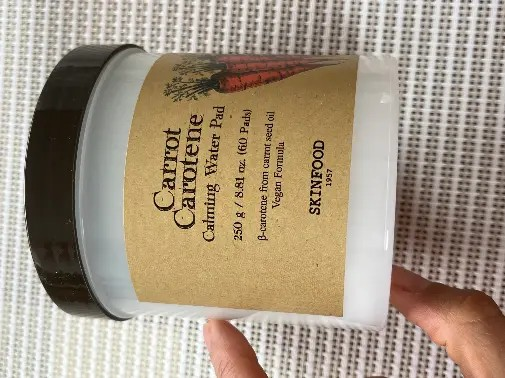 Carrot
Carotene
Calming Water Pad
250 g / 8.81 oz. (60 Pads)
β-carotene from carrot seed oil
Vegan Formula
SKINFOOD
1957